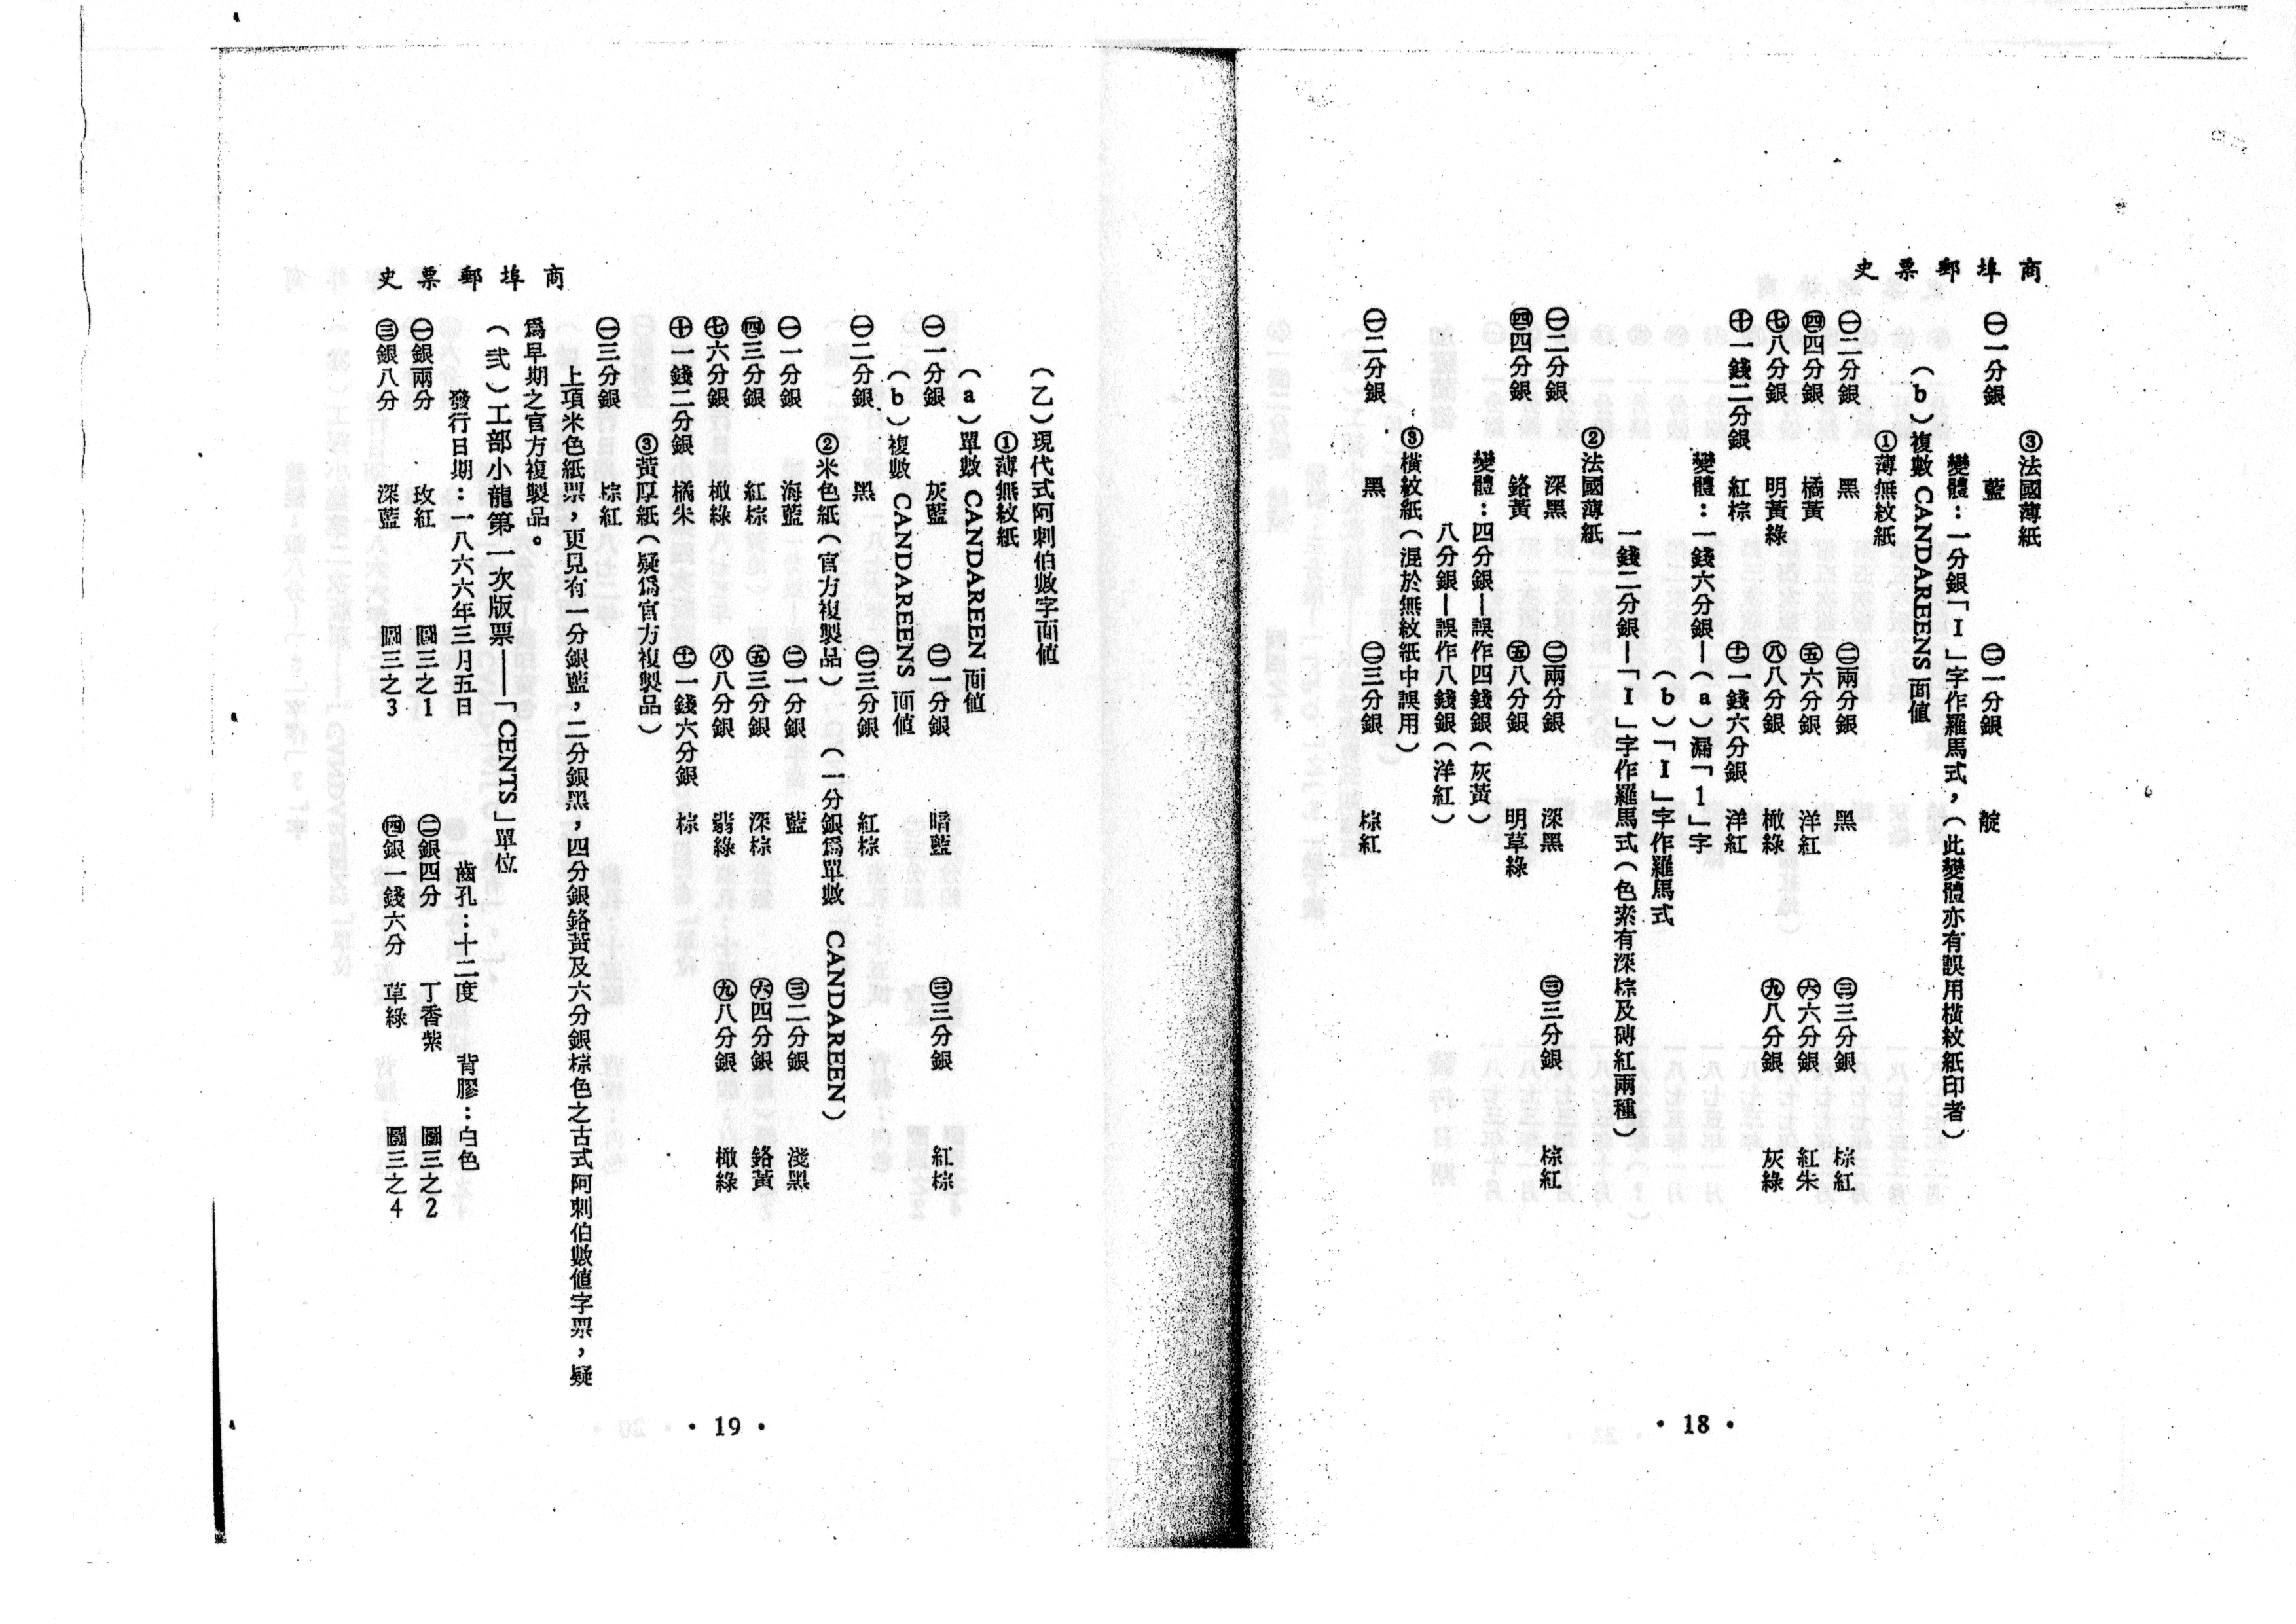 商埠郵票史
③法國薄紙
㊀一分銀 藍 ㊁一分銀 靛
變體：一分銀「I」字作羅馬式，（此變體亦有誤用橫紋紙印者）
（b）複數 CANDAREENS 面值
①薄無紋紙
㊀二分銀 黑 ㊁兩分銀 黑 ㊂三分銀 棕紅
㊃四分銀 橘黃 ㊄六分銀 洋紅 ㊅六分銀 紅朱
㊆八分銀 明黃綠 ㊇八分銀 橄綠 ㊈八分銀 灰綠
㊉一錢二分銀 紅棕 ⑪一錢六分銀 洋紅
變體：一錢六分銀—（a）漏「1」字
（b）「I」字作羅馬式
一錢二分銀—「I」字作羅馬式（色索有深棕及磚紅兩種）
②法國薄紙
㊀二分銀 深黑 ㊁兩分銀 深黑 ㊂三分銀 棕紅
㊃四分銀 鉻黃 ㊄八分銀 明草綠
變體：四分銀—誤作四錢銀（灰黃）
八分銀—誤作八錢銀（洋紅）
③橫紋紙（混於無紋紙中誤用）
㊀二分銀 黑 ㊁三分銀 棕紅
• 18 •
商埠郵票史
（乙）現代式阿刺伯數字面值
（a）單數 CANDAREEN 面值
①薄無紋紙
㊀一分銀 灰藍 ㊁一分銀 暗藍 ㊂三分銀 紅棕
（b）複數 CANDAREENS 面值
㊀二分銀 黑 ㊁三分銀 紅棕
②米色紙（官方複製品）（一分銀爲單數 CANDAREEN）
㊀一分銀 海藍 ㊁一分銀 藍 ㊂二分銀 淺黑
㊃三分銀 紅棕 ㊄三分銀 深棕 ㊅四分銀 鉻黃
㊆六分銀 橄綠 ㊇八分銀 翡綠 ㊈八分銀 橄綠
㊉一錢二分銀 橘朱 ⑪一錢六分銀 棕
③黃厚紙（疑爲官方複製品）
㊀三分銀 棕紅
上項米色紙票，更見有一分銀藍，二分銀黑，四分銀鉻黃及六分銀棕色之古式阿刺伯數值字票，疑
爲早期之官方複製品。
（弍）工部小龍第一次版票——「CENTS」單位
發行日期：一八六六年三月五日 齒孔：十二度 背膠：白色
㊀銀兩分 玫紅 圖三之1 ㊁銀四分 丁香紫 圖三之2
㊂銀八分 深藍 圖三之3 ㊃銀一錢六分 草綠 圖三之4
• 19 •